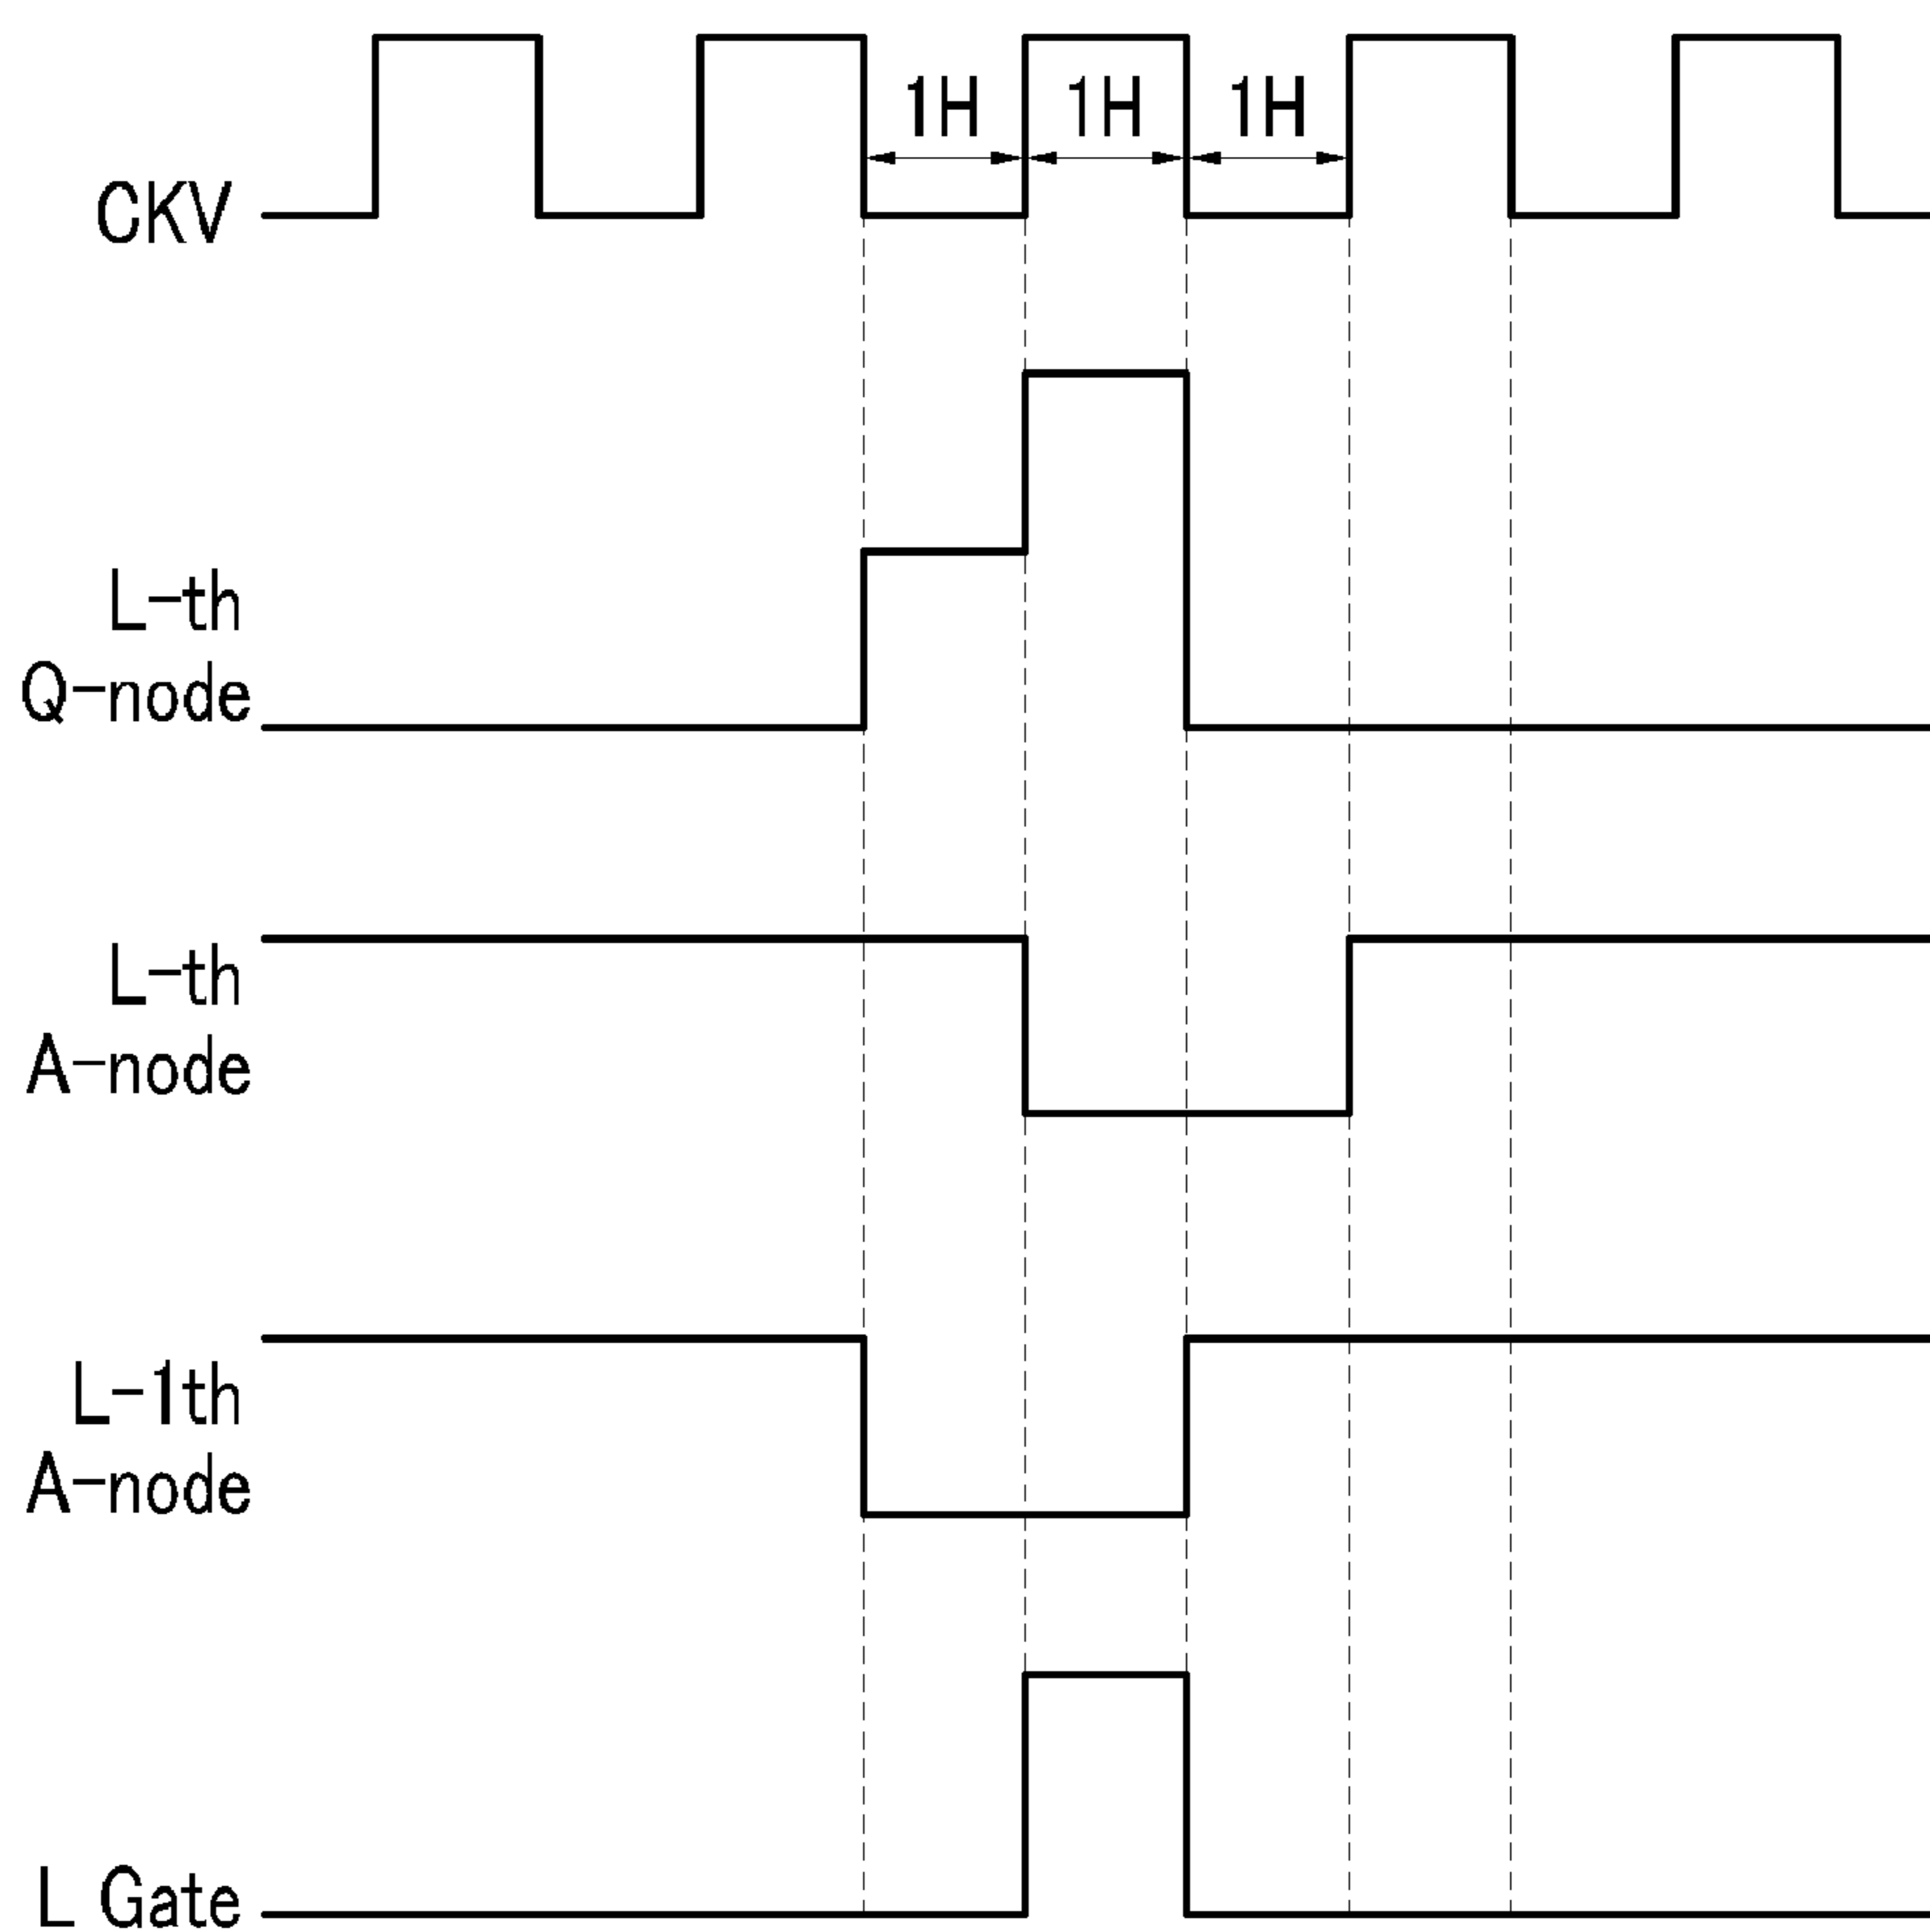 1H 1H 1H
CKV
L-th
Q-node
L-th
A-node
L-1th
A-node
L Gate